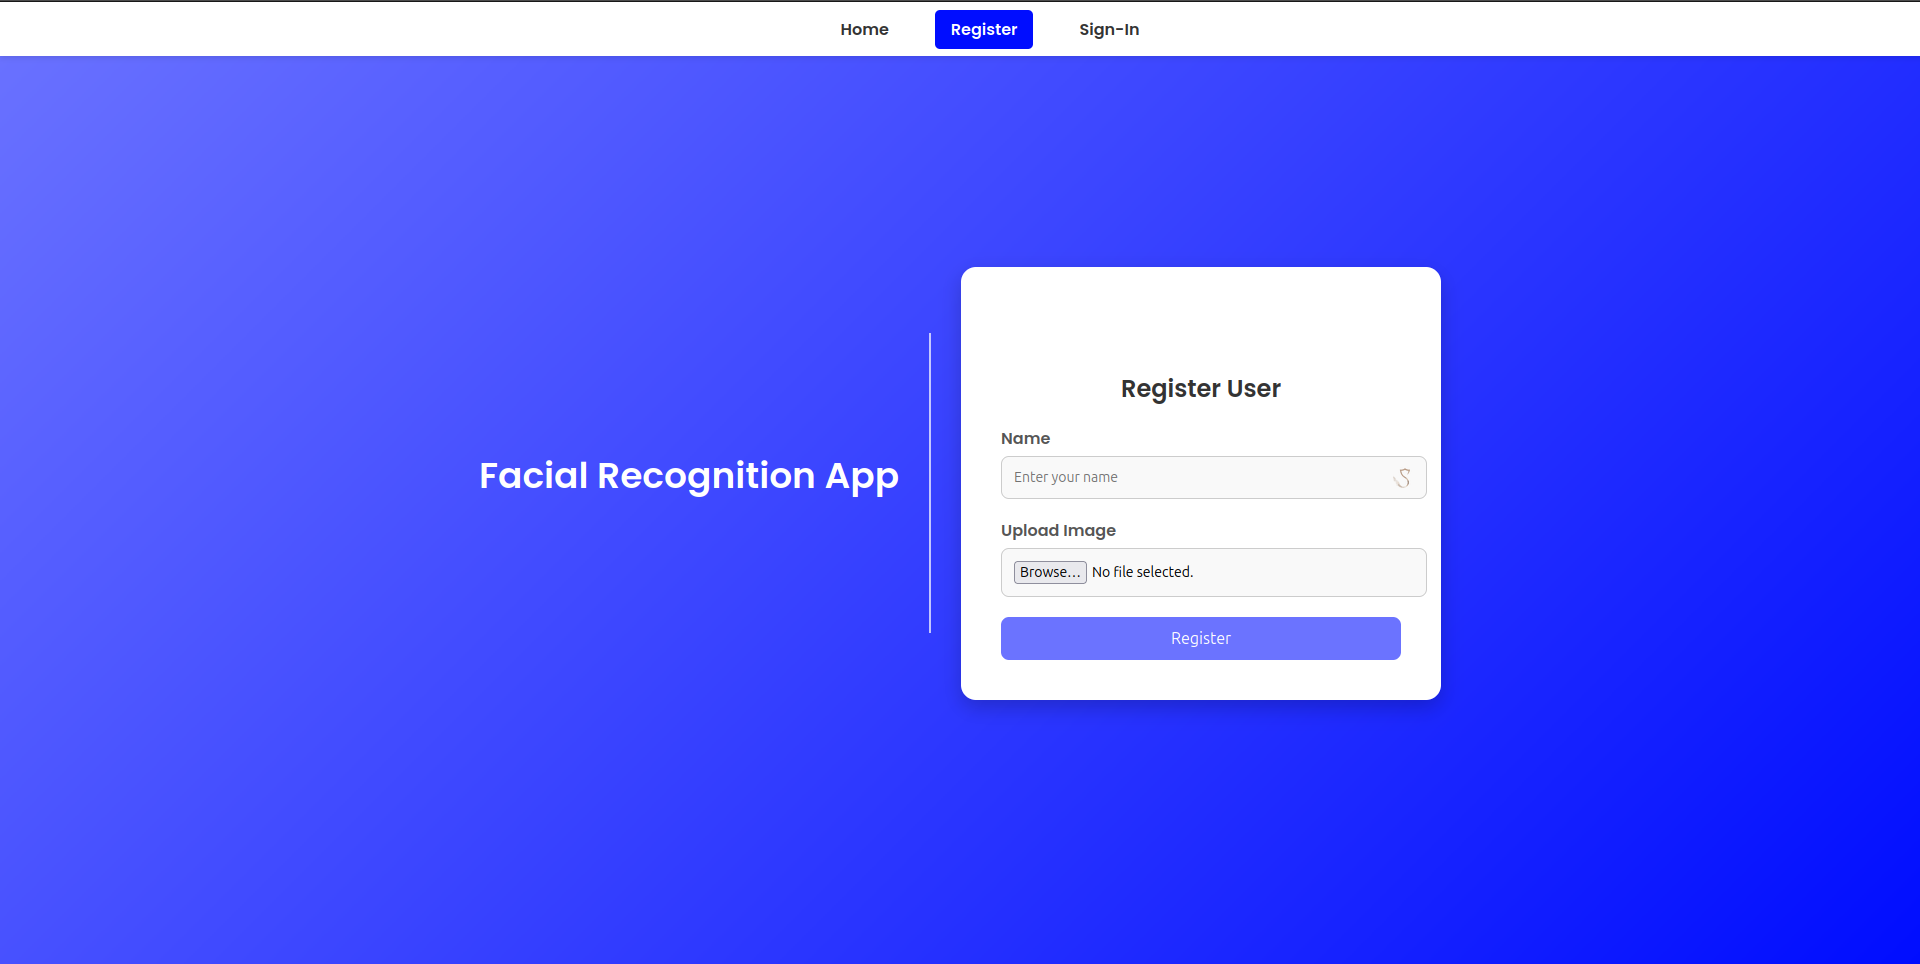 Home
Register
Sign-In
Facial Recognition App
Register User
Name
Enter your name
Upload Image
Browse... No file selected.
Register